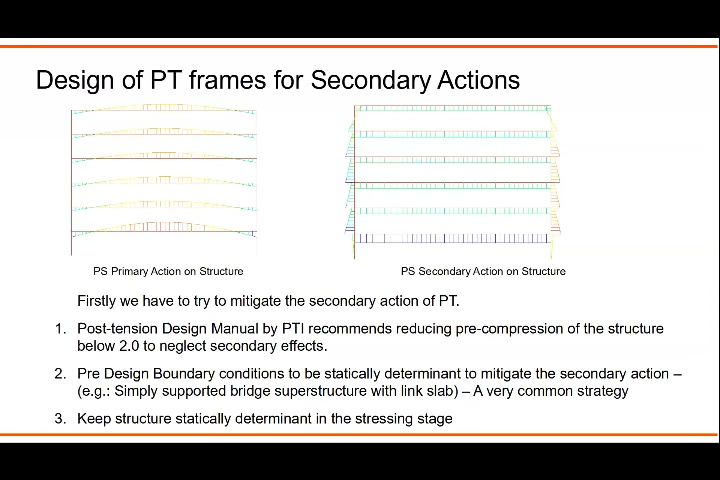 Design of PT frames for Secondary Actions
PS Primary Action on Structure
PS Secondary Action on Structure
Firstly we have to try to mitigate the secondary action of PT.
1. Post-tension Design Manual by PTI recommends reducing pre-compression of the structure
below 2.0 to neglect secondary effects.
2. Pre Design Boundary conditions to be statically determinant to mitigate the secondary action –
(e.g.: Simply supported bridge superstructure with link slab) – A very common strategy
3. Keep structure statically determinant in the stressing stage